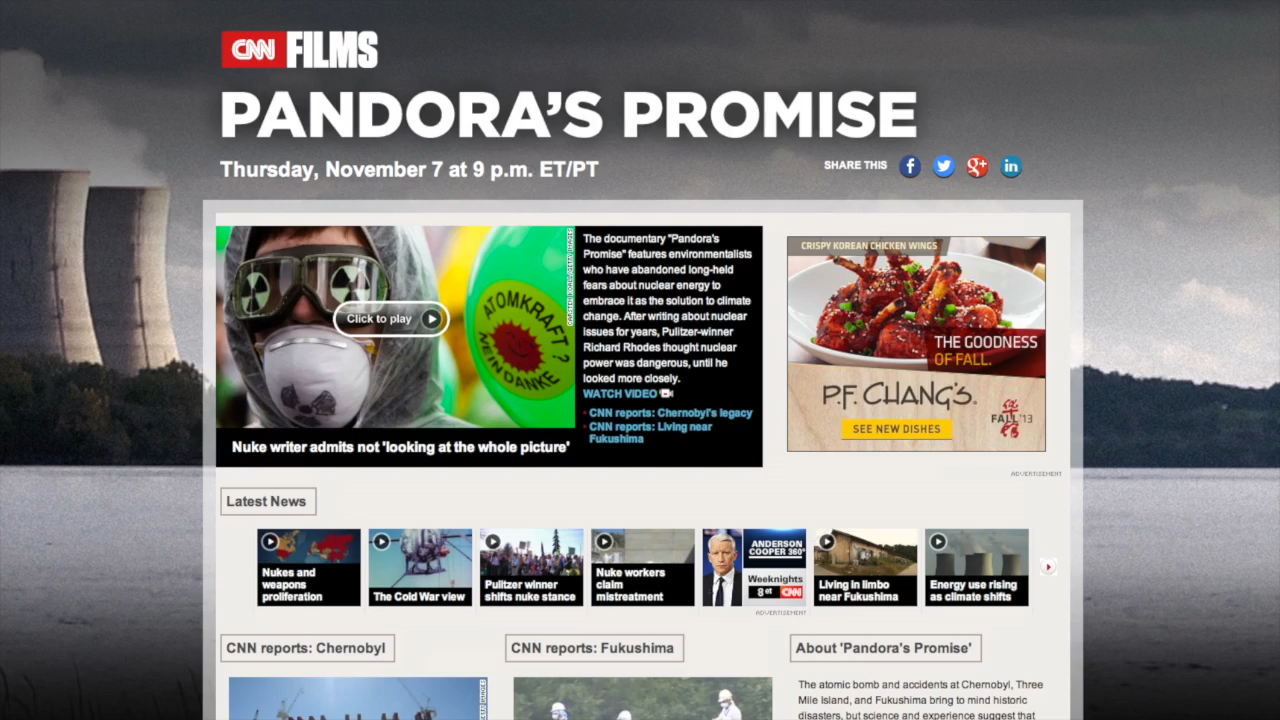 CNN FILMS
PANDORA'S PROMISE
Thursday, November 7 at 9 p.m. ET/PT
SHARE THIS
The documentary "Pandora's
Promise" features environmentalists
who have abandoned long-held
fears about nuclear energy to
embrace it as the solution to climate
change. After writing about nuclear
issues for years, Pulitzer-winner
Richard Rhodes thought nuclear
power was dangerous, until he
looked more closely.
WATCH VIDEO
CNN reports: Chernobyl's legacy
CNN reports: Living near
Fukushima
Click to play
ATOMKRAFT?
NEIN DANKE
Nuke writer admits not 'looking at the whole picture'
CRISPY KOREAN CHICKEN WINGS
THE GOODNESS
OF FALL.
P.F. CHANG'S
FALL'13
SEE NEW DISHES
ADVERTISEMENT
Latest News
Nukes and
weapons
proliferation
The Cold War view
Pulitzer winner
shifts nuke stance
Nuke workers
claim
mistreatment
ANDERSON
COOPER 360°
Weeknights
8 et CNN
Living in limbo
near Fukushima
Energy use rising
as climate shifts
ADVERTISEMENT
CNN reports: Chernobyl
CNN reports: Fukushima
About 'Pandora's Promise'
The atomic bomb and accidents at Chernobyl, Three
Mile Island, and Fukushima bring to mind historic
disasters, but science and experience suggest that